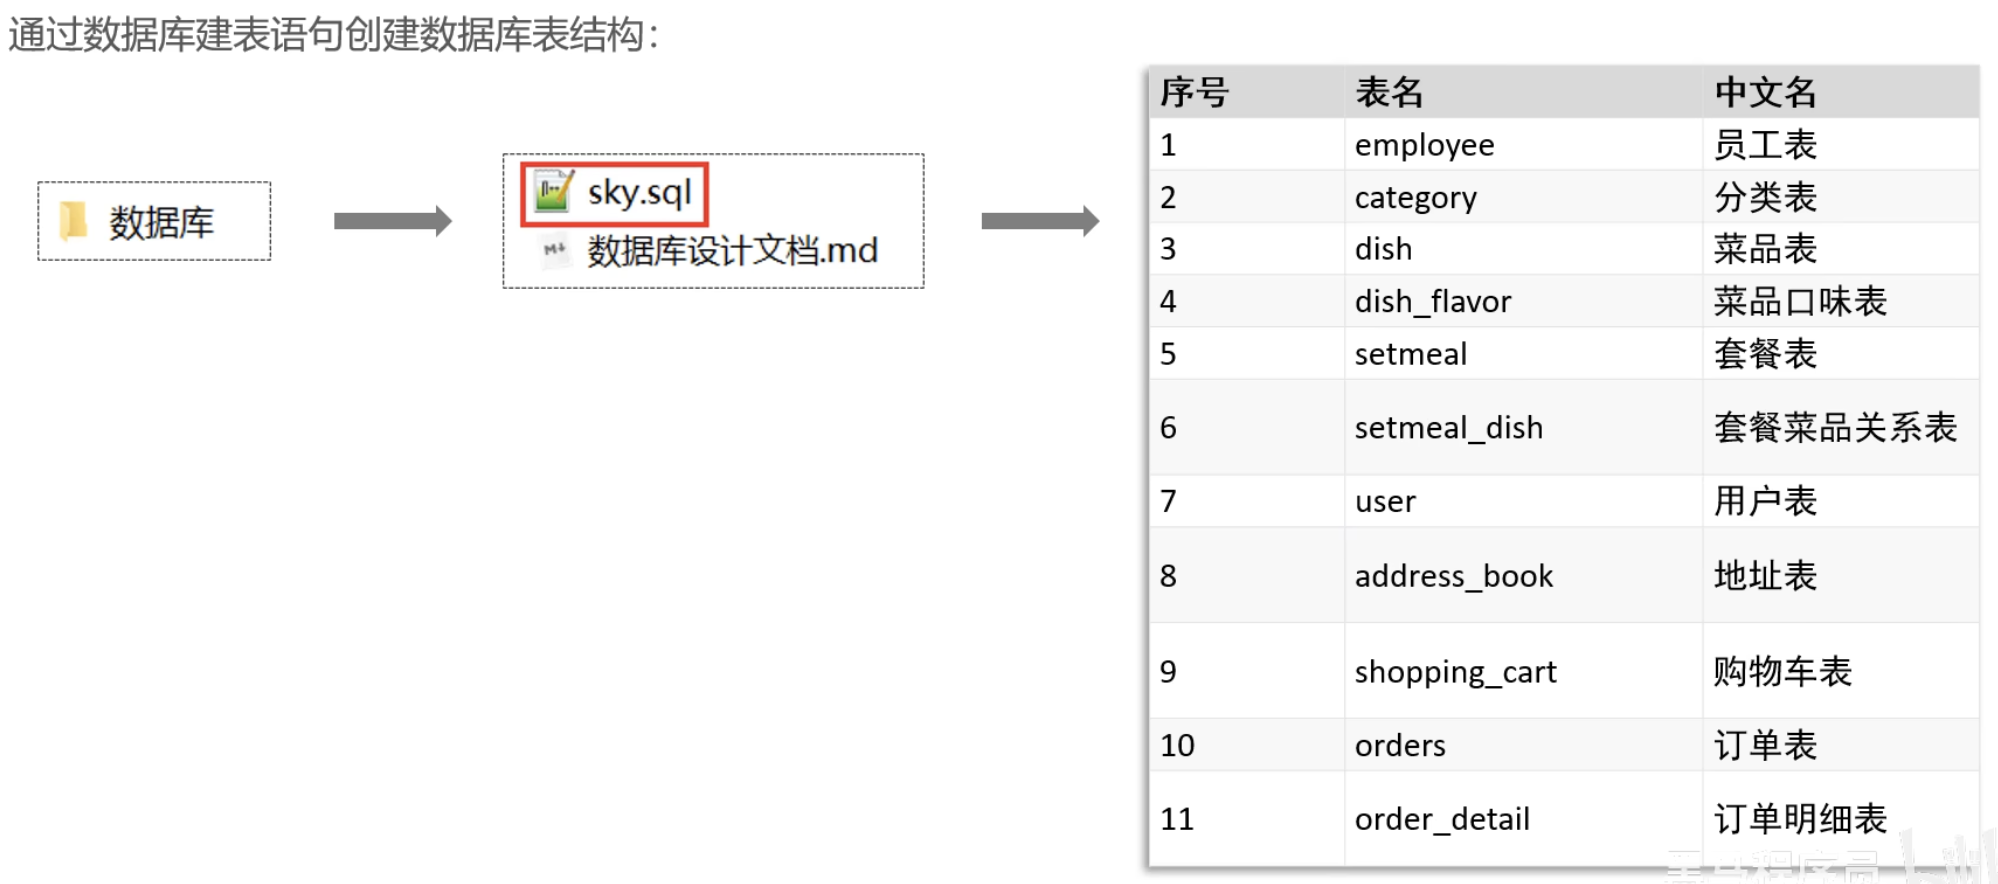 通过数据库建表语句创建数据库表结构：
数据库
sky.sql
数据库设计文档.md
序号 表名 中文名
1 employee 员工表
2 category 分类表
3 dish 菜品表
4 dish_flavor 菜品口味表
5 setmeal 套餐表
6 setmeal_dish 套餐菜品关系表
7 user 用户表
8 address_book 地址表
9 shopping_cart 购物车表
10 orders 订单表
11 order_detail 订单明细表
黑马程序员